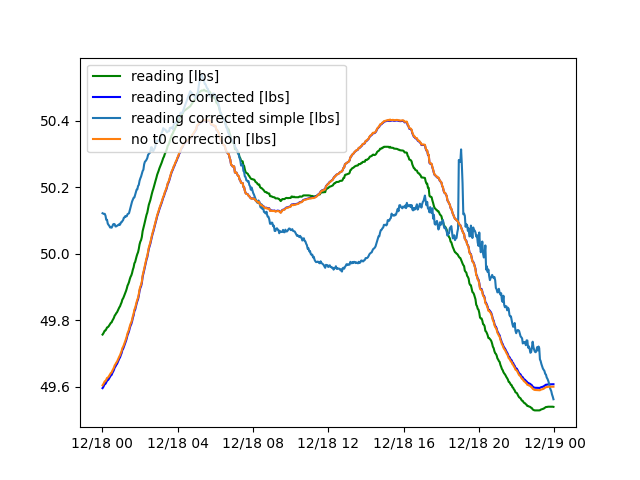 reading [lbs]
reading corrected [lbs]
reading corrected simple [lbs]
no t0 correction [lbs]
50.4
50.2
50.0
49.8
49.6
12/18 00 12/18 04 12/18 08 12/18 12 12/18 16 12/18 20 12/19 00